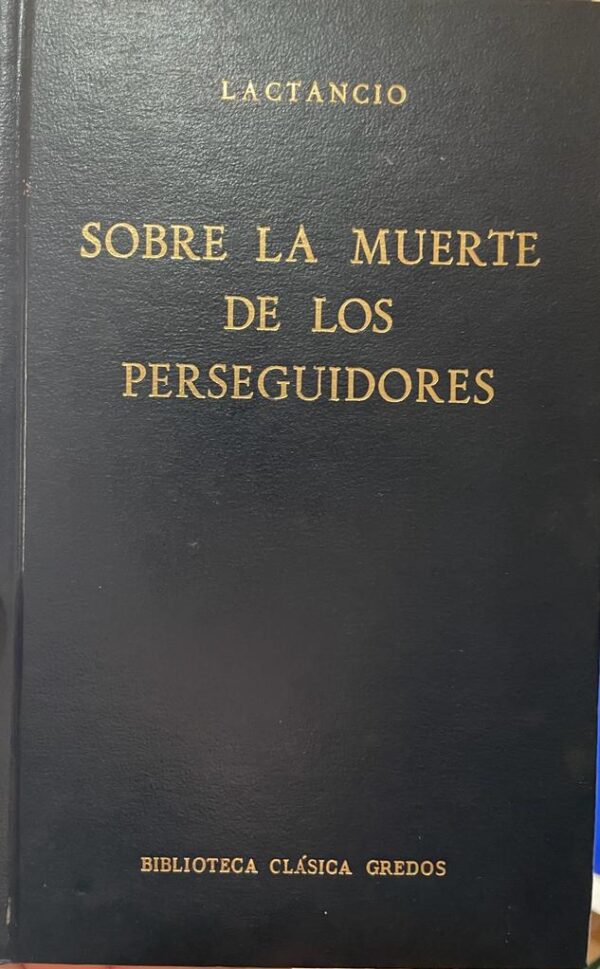 LACTANCIO
SOBRE LA MUERTE
DE LOS
PERSEGUIDORES
BIBLIOTECA CLÁSICA GREDOS